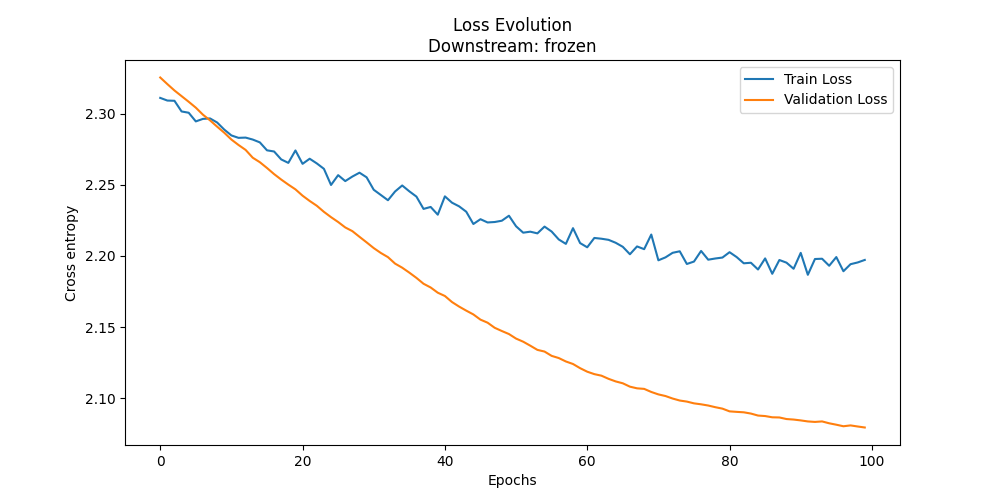 Loss Evolution
Downstream: frozen
Train Loss
Validation Loss
Cross entropy
2.30
2.25
2.20
2.15
2.10
0 20 40 60 80 100
Epochs